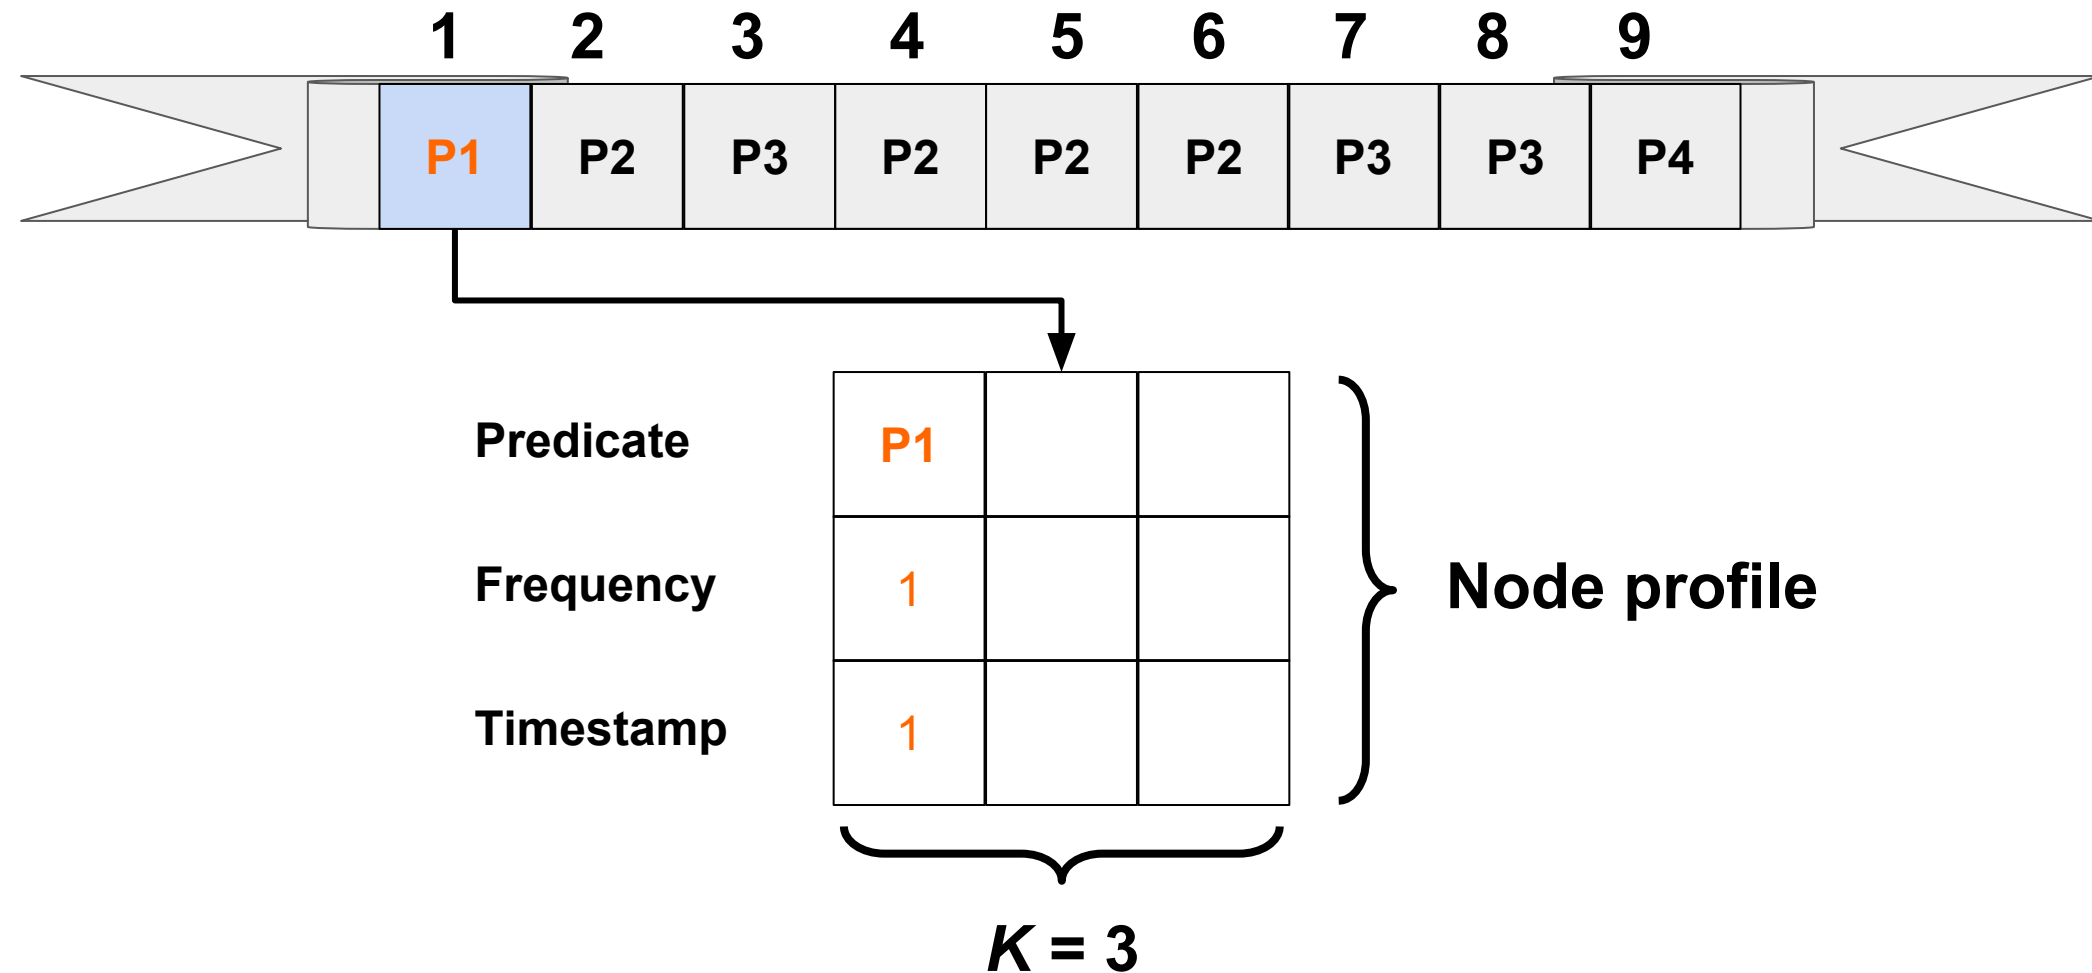 1 2 3 4 5 6 7 8 9
P1 P2 P3 P2 P2 P2 P3 P3 P4
Predicate P1
Frequency 1
Node profile
Timestamp 1
K = 3